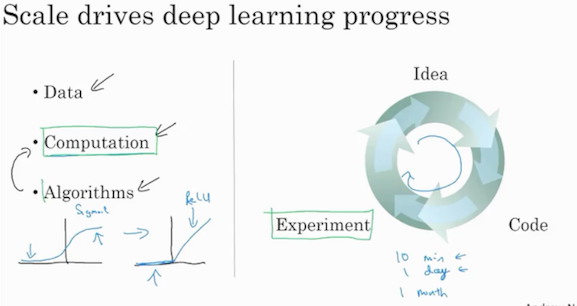 Scale drives deep learning progress
• Data
• Computation
• Algorithms
Sigmoid
ReLU
Idea
Experiment
Code
10 min
1 day
1 month